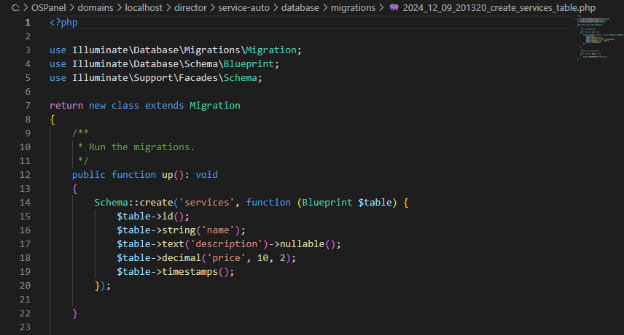 C: > OSPanel > domains > localhost > director > service-auto > database > migrations > 2024_12_09_201320_create_services_table.php
1 <?php
2
3 use Illuminate\Database\Migrations\Migration;
4 use Illuminate\Database\Schema\Blueprint;
5 use Illuminate\Support\Facades\Schema;
6
7 return new class extends Migration
8 {
9     /**
10      * Run the migrations.
11      */
12     public function up(): void
13     {
14         Schema::create('services', function (Blueprint $table) {
15             $table->id();
16             $table->string('name');
17             $table->text('description')->nullable();
18             $table->decimal('price', 10, 2);
19             $table->timestamps();
20         });
21
22     }
23